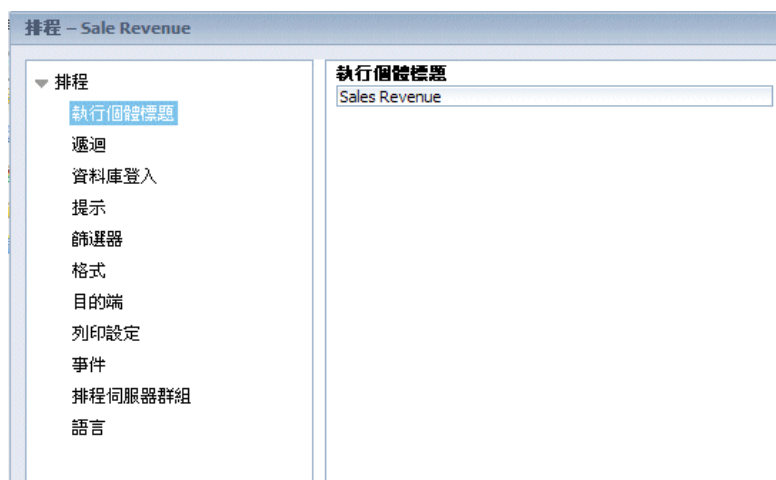 排程 – Sale Revenue
排程
執行個體標題
遞迴
資料庫登入
提示
篩選器
格式
目的端
列印設定
事件
排程伺服器群組
語言
執行個體標題
Sales Revenue